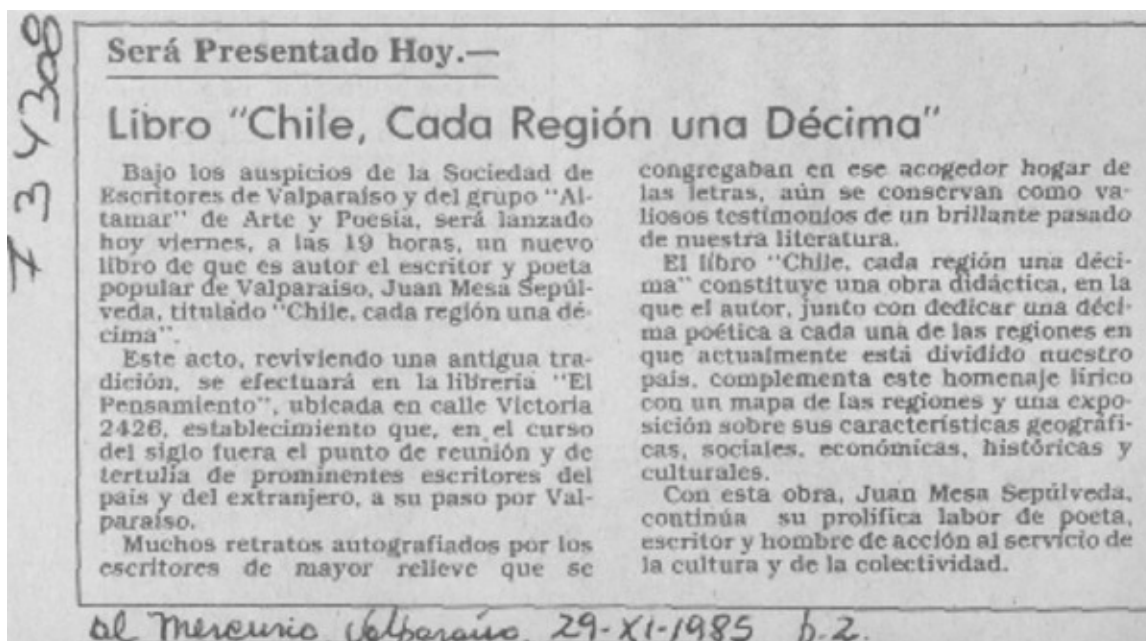 Será Presentado Hoy.—
Libro "Chile, Cada Región una Décima"
Bajo los auspicios de la Sociedad de
Escritores de Valparaíso y del grupo "Al-
tamar" de Arte y Poesía, será lanzado
hoy viernes, a las 19 horas, un nuevo
libro de que es autor el escritor y poeta
popular de Valparaíso, Juan Mesa Sepúl-
veda, titulado "Chile, cada región una dé-
cima".
Este acto, reviviendo una antigua tra-
dición, se efectuará en la librería "El
Pensamiento", ubicada en calle Victoria
2426, establecimiento que, en el curso
del siglo fuera el punto de reunión y de
tertulia de prominentes escritores del
país y del extranjero, a su paso por Val-
paraíso.
Muchos retratos autografiados por los
escritores de mayor relieve que se
congregaban en ese acogedor hogar de
las letras, aún se conservan como va-
liosos testimonios de un brillante pasado
de nuestra literatura.
El libro "Chile, cada región una déci-
ma" constituye una obra didáctica, en la
que el autor, junto con dedicar una déci-
ma poética a cada una de las regiones en
que actualmente está dividido nuestro
país, complementa este homenaje lírico
con un mapa de las regiones y una expo-
sición sobre sus características geográfi-
cas, sociales, económicas, históricas y
culturales.
Con esta obra, Juan Mesa Sepúlveda,
continúa su prolífica labor de poeta,
escritor y hombre de acción al servicio de
la cultura y de la colectividad.
el Mercurio, Valparaíso, 29-XI-1985 p.2.